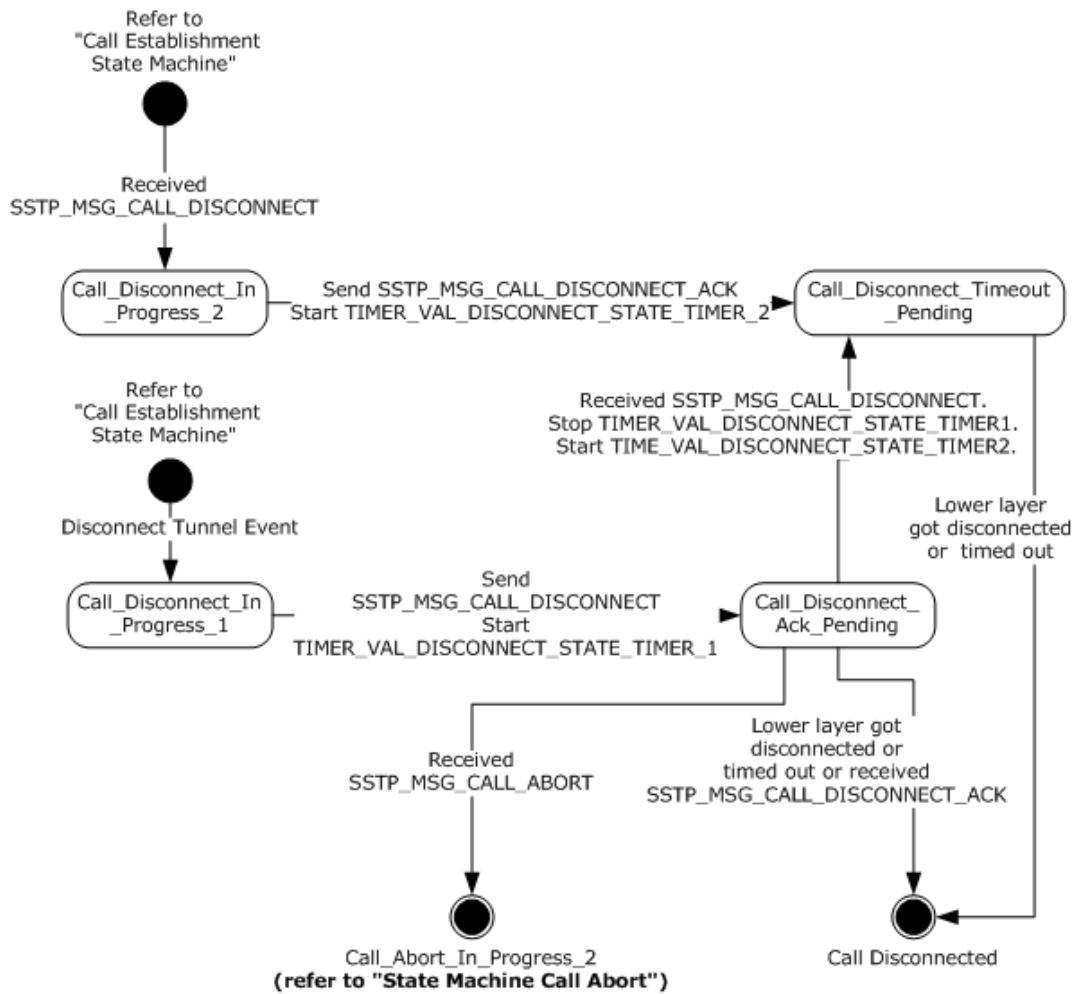 Refer to
"Call Establishment
State Machine"
Received
SSTP_MSG_CALL_DISCONNECT
Call_Disconnect_In
_Progress_2
Send SSTP_MSG_CALL_DISCONNECT_ACK
Start TIMER_VAL_DISCONNECT_STATE_TIMER_2
Call_Disconnect_Timeout
_Pending
Refer to
"Call Establishment
State Machine"
Received SSTP_MSG_CALL_DISCONNECT.
Stop TIMER_VAL_DISCONNECT_STATE_TIMER1.
Start TIME_VAL_DISCONNECT_STATE_TIMER2.
Disconnect Tunnel Event
Lower layer
got disconnected
or timed out
Call_Disconnect_In
_Progress_1
Send
SSTP_MSG_CALL_DISCONNECT
Start
TIMER_VAL_DISCONNECT_STATE_TIMER_1
Call_Disconnect_
Ack_Pending
Received
SSTP_MSG_CALL_ABORT
Lower layer got
disconnected or
timed out or received
SSTP_MSG_CALL_DISCONNECT_ACK
Call_Abort_In_Progress_2
(refer to "State Machine Call Abort")
Call Disconnected